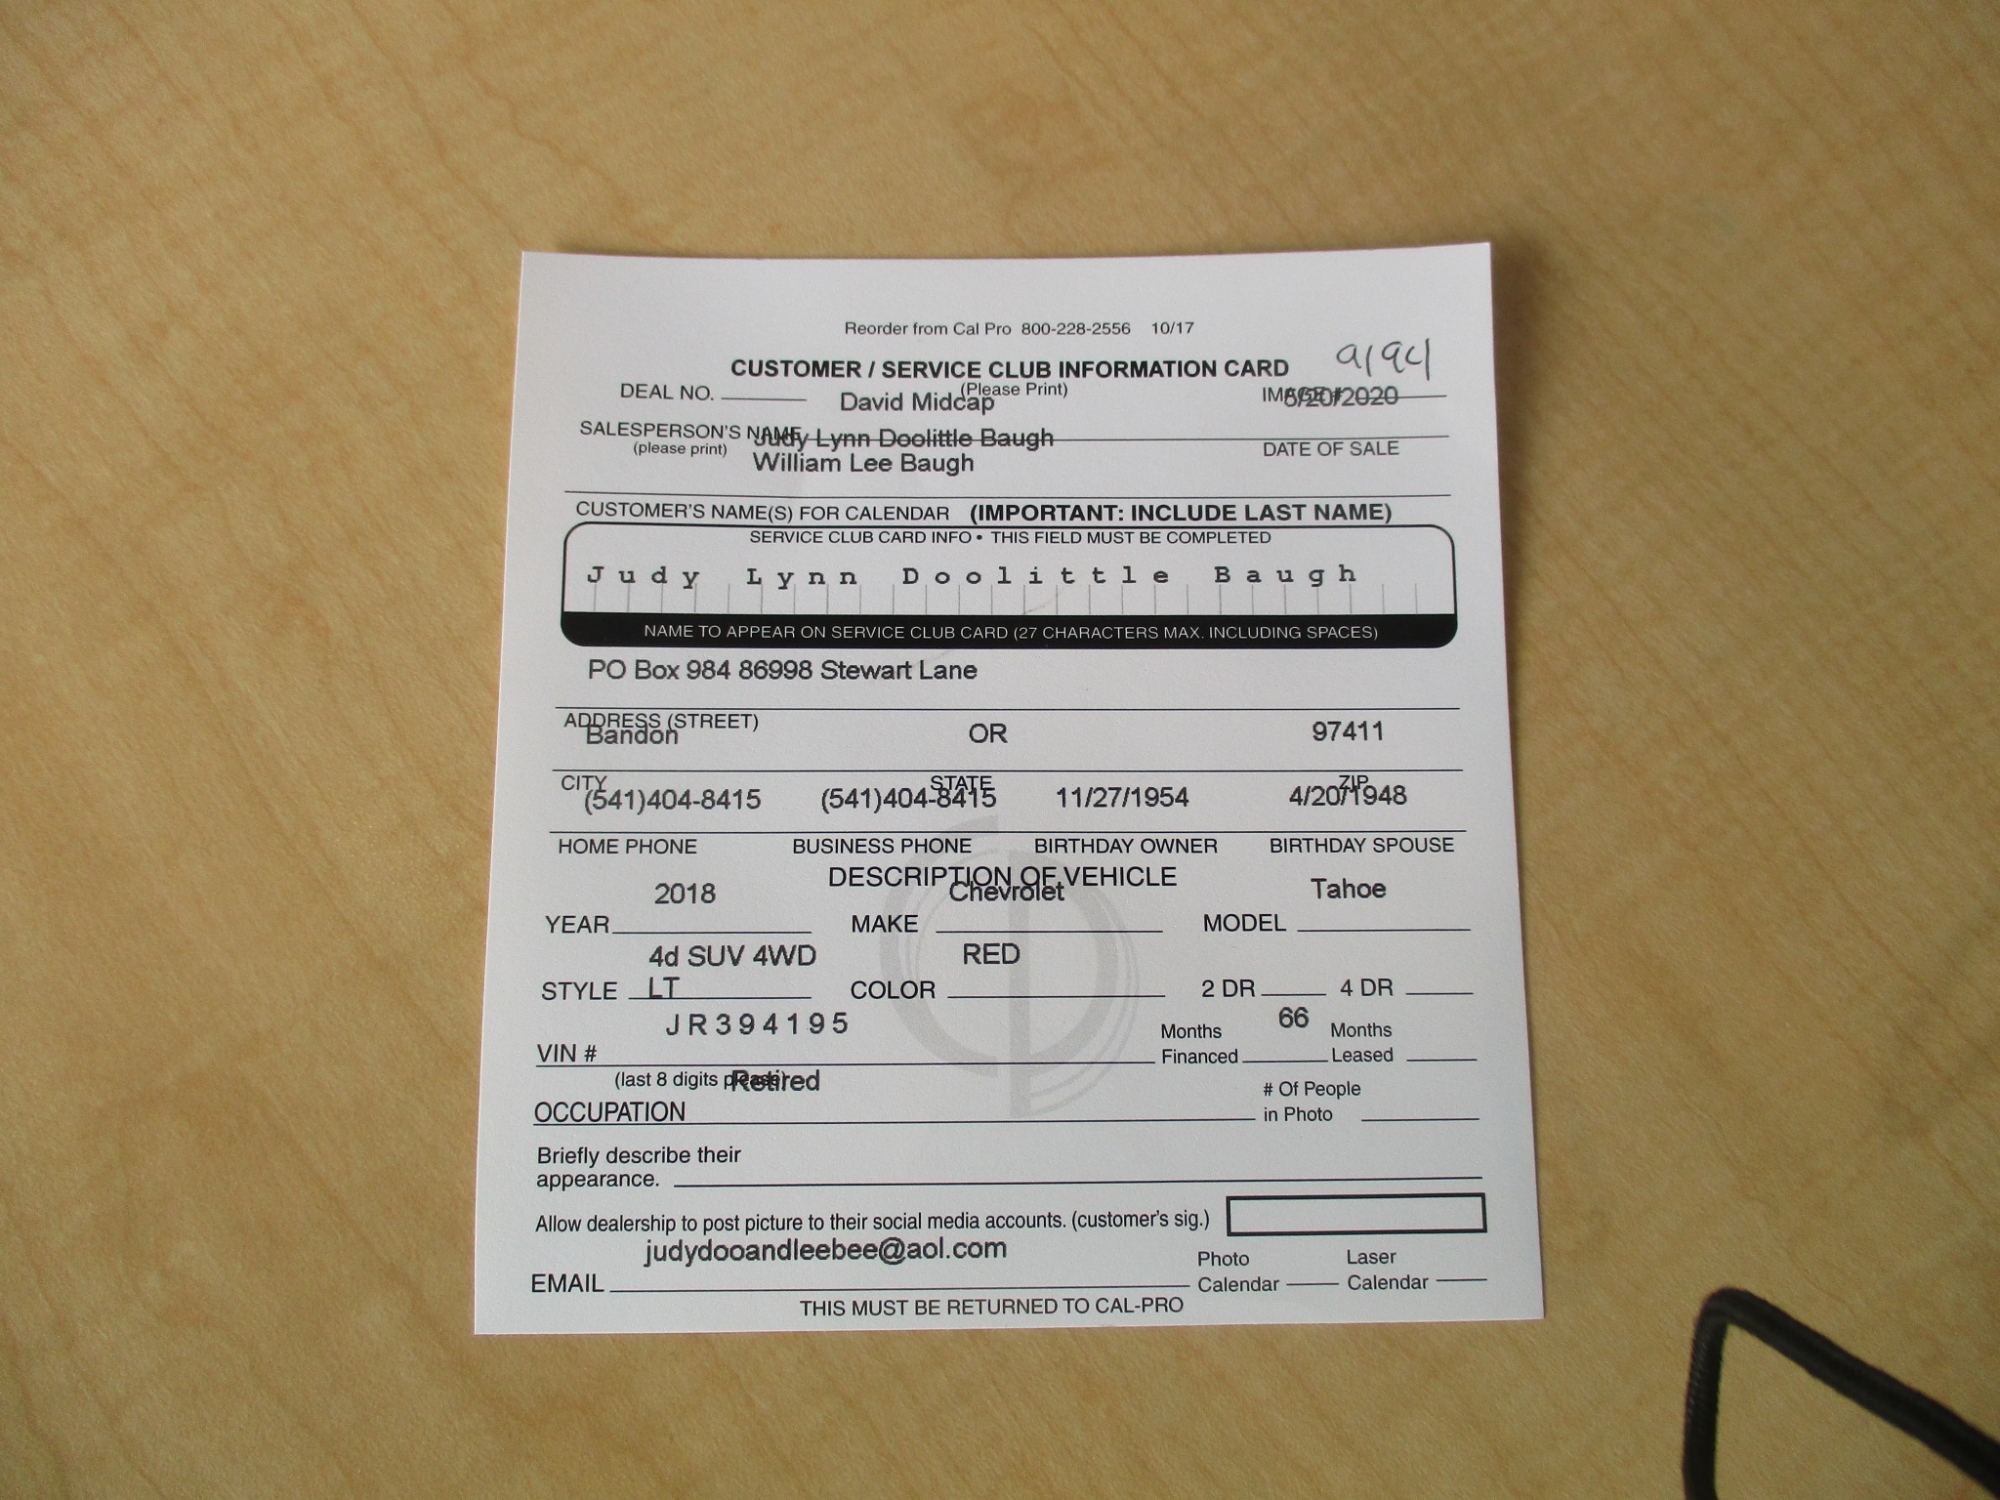 Reorder from Cal Pro 800-228-2556 10/17
CUSTOMER / SERVICE CLUB INFORMATION CARD
(Please Print)
DEAL NO. David Midcap IMAGE # 5/20/2020
SALESPERSON'S NAME Judy Lynn Doolittle Baugh
(please print) William Lee Baugh DATE OF SALE
CUSTOMER'S NAME(S) FOR CALENDAR (IMPORTANT: INCLUDE LAST NAME)
SERVICE CLUB CARD INFO • THIS FIELD MUST BE COMPLETED
Judy Lynn Doolittle Baugh
NAME TO APPEAR ON SERVICE CLUB CARD (27 CHARACTERS MAX. INCLUDING SPACES)
PO Box 984 86998 Stewart Lane
ADDRESS (STREET)
Bandon OR 97411
CITY STATE ZIP
(541)404-8415 (541)404-8415 11/27/1954 4/20/1948
HOME PHONE BUSINESS PHONE BIRTHDAY OWNER BIRTHDAY SPOUSE
DESCRIPTION OF VEHICLE
2018 Chevrolet Tahoe
YEAR MAKE MODEL
4d SUV 4WD RED
STYLE LT COLOR 2 DR 4 DR
JR394195 Months 66 Months
VIN # Financed Leased
(last 8 digits please) Retired # Of People
OCCUPATION in Photo
Briefly describe their
appearance.
Allow dealership to post picture to their social media accounts. (customer's sig.)
judydooandleebee@aol.com Photo Laser
EMAIL Calendar Calendar
THIS MUST BE RETURNED TO CAL-PRO